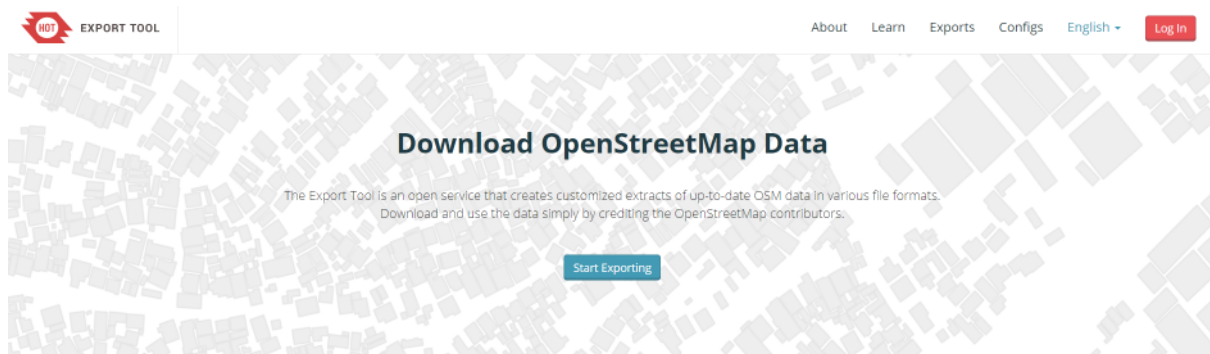 HOT EXPORT TOOL About Learn Exports Configs English Log In
Download OpenStreetMap Data
The Export Tool is an open service that creates customized extracts of up-to-date OSM data in various file formats.
Download and use the data simply by crediting the OpenStreetMap contributors.
Start Exporting